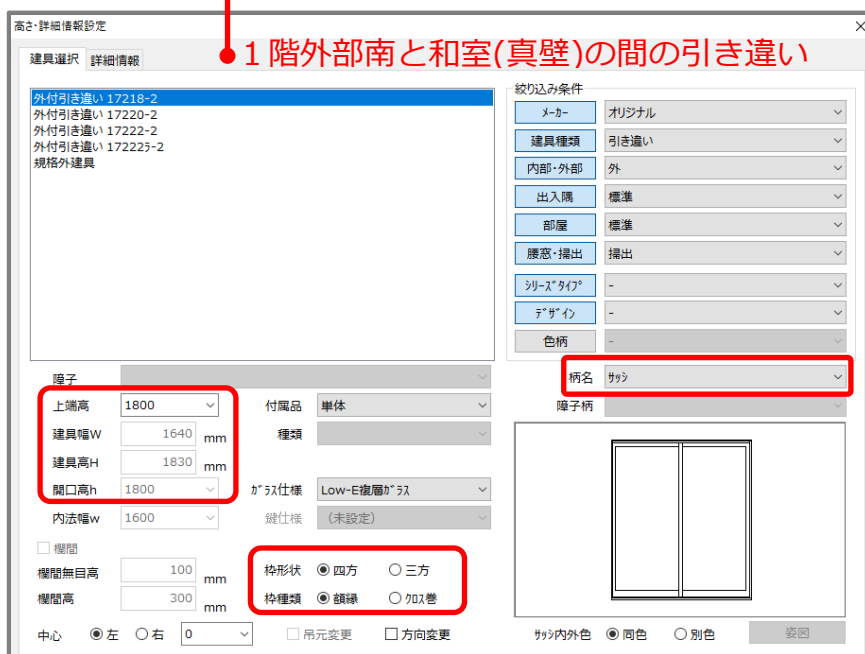 高さ・詳細情報設定
建具選択 詳細情報
１階外部南と和室(真壁)の間の引き違い
外付引き違い 17218-2
外付引き違い 17220-2
外付引き違い 17222-2
外付引き違い 172225-2
規格外建具
絞り込み条件
メーカー オリジナル
建具種類 引き違い
内部・外部 外
出入隅 標準
部屋 標準
腰窓・掃出 掃出
ｼﾘｰｽﾞﾀｲﾌﾟ -
ﾃﾞｻﾞｲﾝ -
色柄 -
障子
柄名 ｻｯｼ
上端高 1800 付属品 単体 障子柄
建具幅W 1640 mm 種類
建具高H 1830 mm
開口高h 1800 ｶﾞﾗｽ仕様 Low-E複層ｶﾞﾗｽ
内法幅w 1600 鍵仕様 (未設定)
欄間
欄間無目高 100 mm 枠形状 四方 三方
欄間高 300 mm 枠種類 額縁 ｸﾛｽ巻
中心 左 右 0 吊元変更 方向変更 ｻｯｼ内外色 同色 別色 姿図